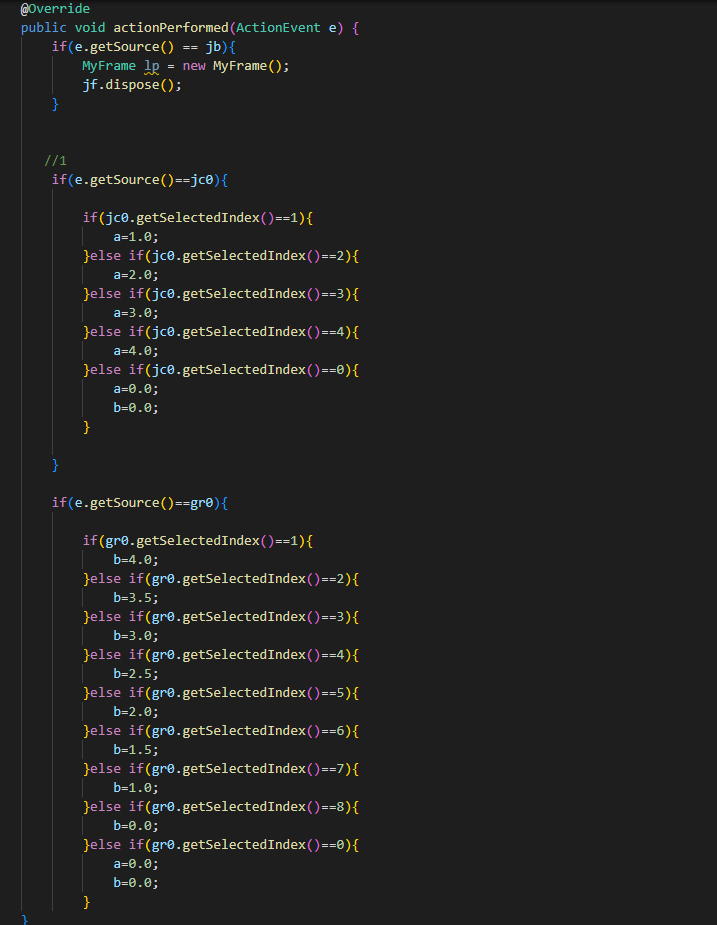 @Override
public void actionPerformed(ActionEvent e) {
if(e.getSource() == jb){
MyFrame lp = new MyFrame();
jf.dispose();
}
//1
if(e.getSource()==jc0){
if(jc0.getSelectedIndex()==1){
a=1.0;
}else if(jc0.getSelectedIndex()==2){
a=2.0;
}else if(jc0.getSelectedIndex()==3){
a=3.0;
}else if(jc0.getSelectedIndex()==4){
a=4.0;
}else if(jc0.getSelectedIndex()==0){
a=0.0;
b=0.0;
}
}
if(e.getSource()==gr0){
if(gr0.getSelectedIndex()==1){
b=4.0;
}else if(gr0.getSelectedIndex()==2){
b=3.5;
}else if(gr0.getSelectedIndex()==3){
b=3.0;
}else if(gr0.getSelectedIndex()==4){
b=2.5;
}else if(gr0.getSelectedIndex()==5){
b=2.0;
}else if(gr0.getSelectedIndex()==6){
b=1.5;
}else if(gr0.getSelectedIndex()==7){
b=1.0;
}else if(gr0.getSelectedIndex()==8){
b=0.0;
}else if(gr0.getSelectedIndex()==0){
a=0.0;
b=0.0;
}
}